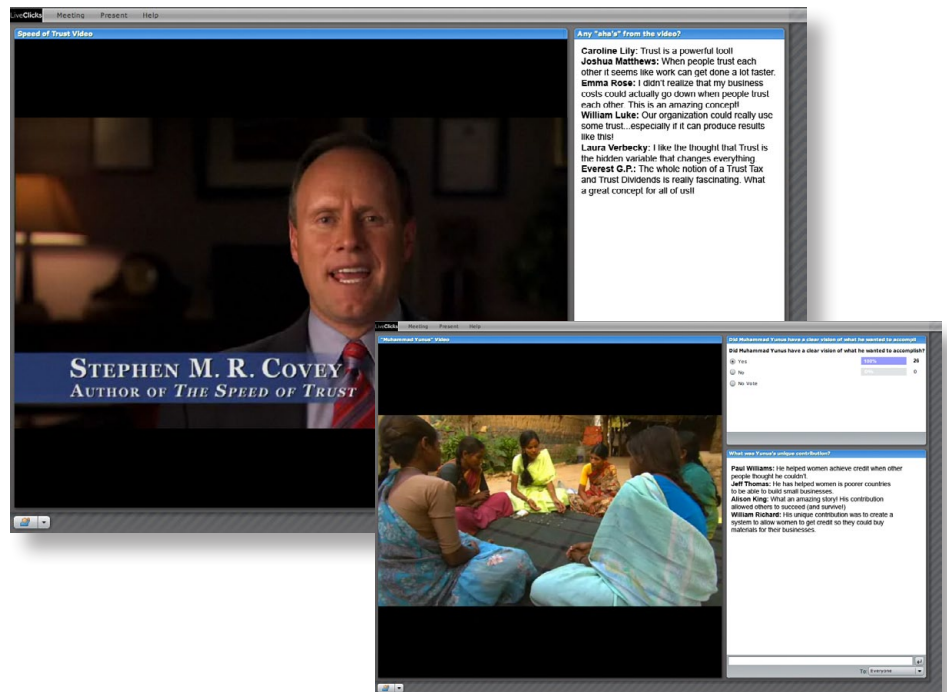 LiveClicks Meeting Present Help
Speed of Trust Video
STEPHEN M. R. COVEY
AUTHOR OF THE SPEED OF TRUST
Any "aha's" from the video?
Caroline Lily: Trust is a powerful tool!
Joshua Matthews: When people trust each
other it seems like work can get done a lot faster.
Emma Rose: I didn't realize that my business
costs could actually go down when people trust
each other. This is an amazing concept!
William Luke: Our organization could really use
some trust...especially if it can produce results
like this!
Laura Verbecky: I like the thought that Trust is
the hidden variable that changes everything
Everest G.P.: The whole notion of a Trust Tax
and Trust Dividends is really fascinating. What
a great concept for all of us!!
LiveClicks Meeting Present Help
"Muhammad Yunus" Video
Did Muhammad Yunus have a clear vision of what he wanted to accompli
Did Muhammad Yunus have a clear vision of what he wanted to accomplish?
Yes 100% 26
No 0% 0
No Vote
What was Yunus's unique contribution?
Paul Williams: He helped women achieve credit when other
people thought he couldn't.
Jeff Thomas: He has helped women is poorer countries
to be able to build small businesses.
Alison King: What an amazing story! His contribution
allowed others to succeed (and survive!)
William Richard: His unique contribution was to create a
system to allow women to get credit so they could buy
materials for their businesses.
To: Everyone